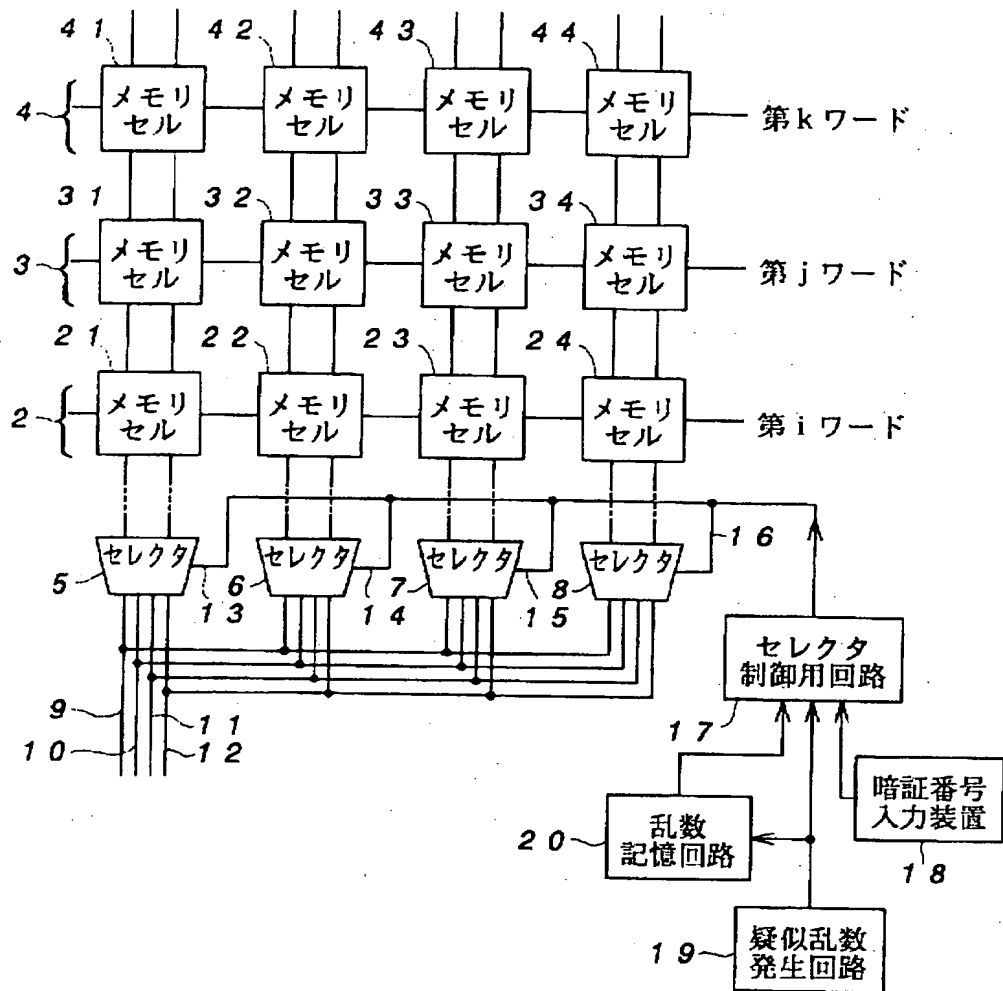 41 42 43 44
メモリセル メモリセル メモリセル メモリセル
4 第kワード
31 32 33 34
メモリセル メモリセル メモリセル メモリセル
3 第jワード
21 22 23 24
メモリセル メモリセル メモリセル メモリセル
2 第iワード
16
セレクタ セレクタ セレクタ セレクタ
5 6 7 8
13 14 15
セレクタ
制御用回路
9 11 17
10 12
暗証番号
入力装置
乱数
記憶回路
20
18
疑似乱数
発生回路
19